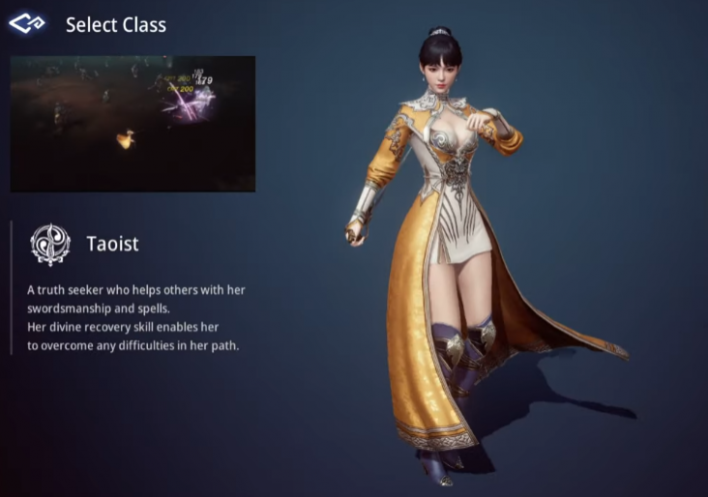 Select Class
Taoist
A truth seeker who helps others with her
swordsmanship and spells.
Her divine recovery skill enables her
to overcome any difficulties in her path.